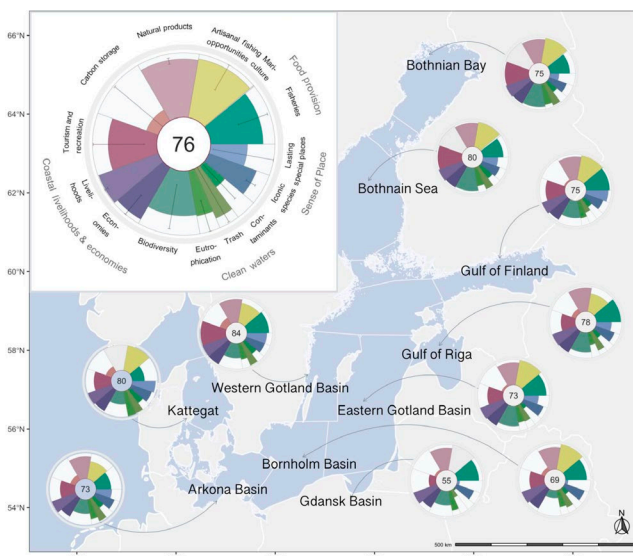 66°N
64°N
62°N
60°N
58°N
56°N
54°N
Natural products
Artisanal fishing
opportunities
Mari-
culture
Food provision
Fisheries
Lasting
special places
Iconic
species
Sense of Place
Con-
taminants
Trash
Eutro-
phication
Clean waters
Biodiversity
Econ-
omies
Liveli-
hoods
Coastal livelihoods & economies
Tourism and
recreation
Carbon storage
76
Bothnian Bay
75
80
Bothnain Sea
75
Gulf of Finland
78
Gulf of Riga
84
Western Gotland Basin
80
Kattegat
73
Eastern Gotland Basin
Bornholm Basin
73
Arkona Basin
55
Gdansk Basin
69
N
500 km